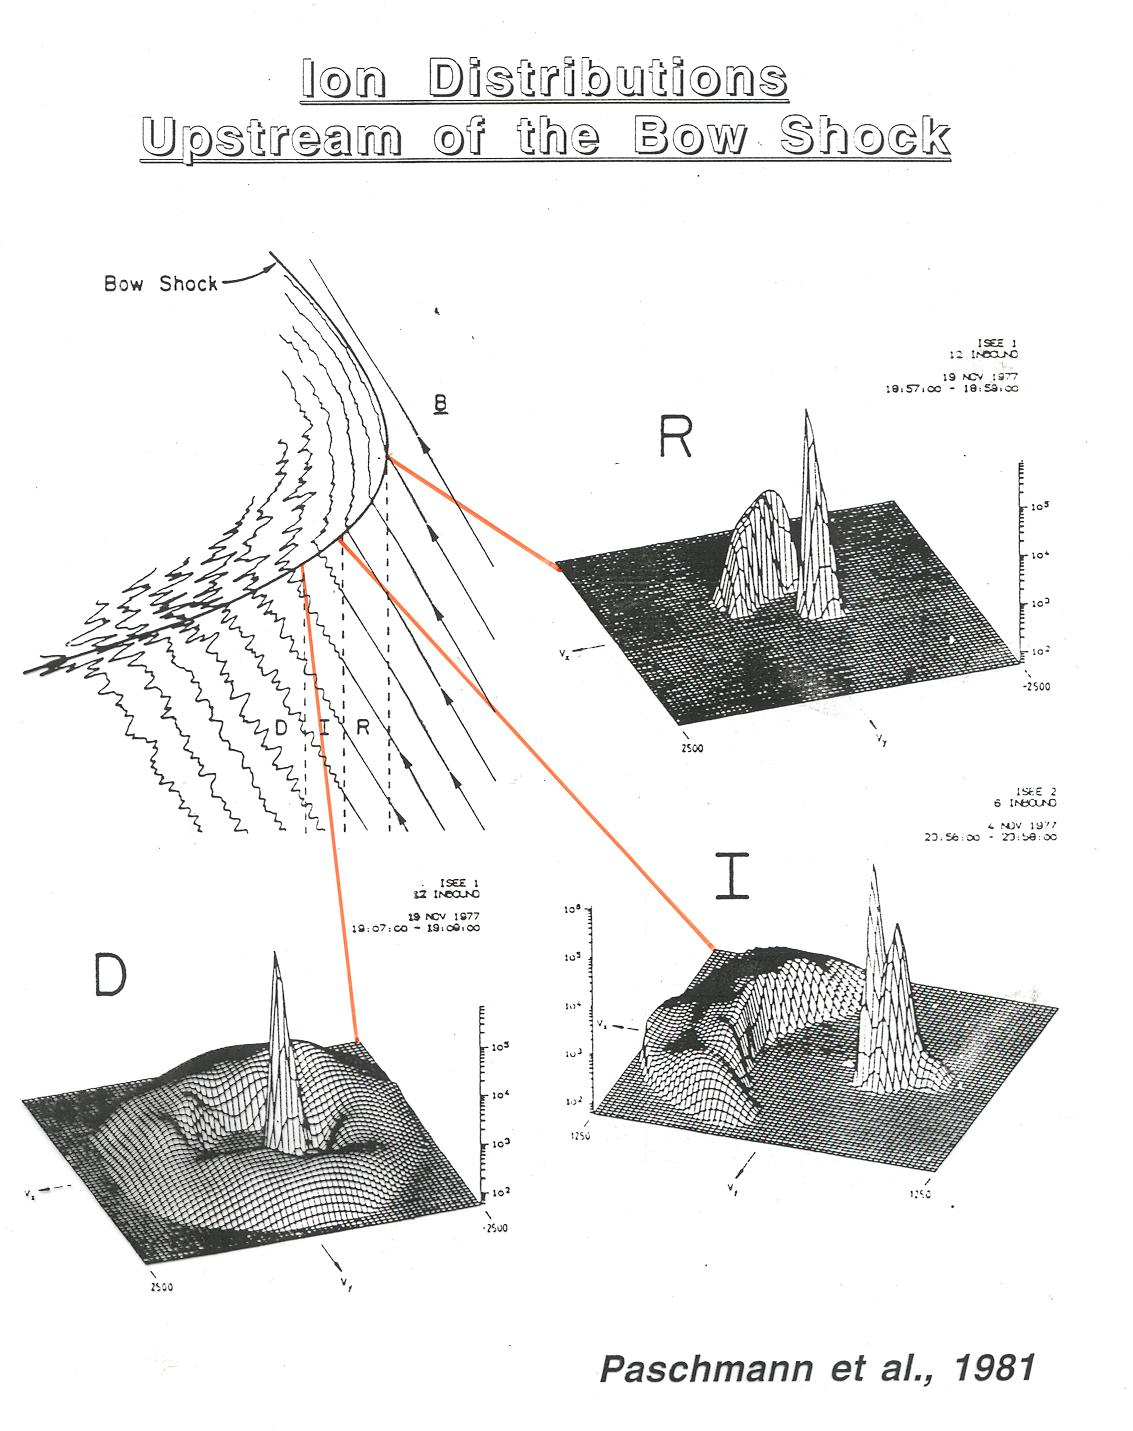 Ion Distributions
Upstream of the Bow Shock
Bow Shock
B
ISEE 1
12 INBOUND
19 NOV 1977
18:57:00 - 18:59:00
R
10⁵
10⁴
10³
10²
Vx
-2500
2500
Vy
D I R
ISEE 2
6 INBOUND
4 NOV 1977
23:56:00 - 23:58:00
I
10⁶
10⁵
10⁴
10³
10²
Vx
1250
Vy
1250
ISEE 1
12 INBOUND
19 NOV 1977
19:07:00 - 19:09:00
D
10⁵
10⁴
10³
10²
Vx
-2500
2500
Vy
Paschmann et al., 1981